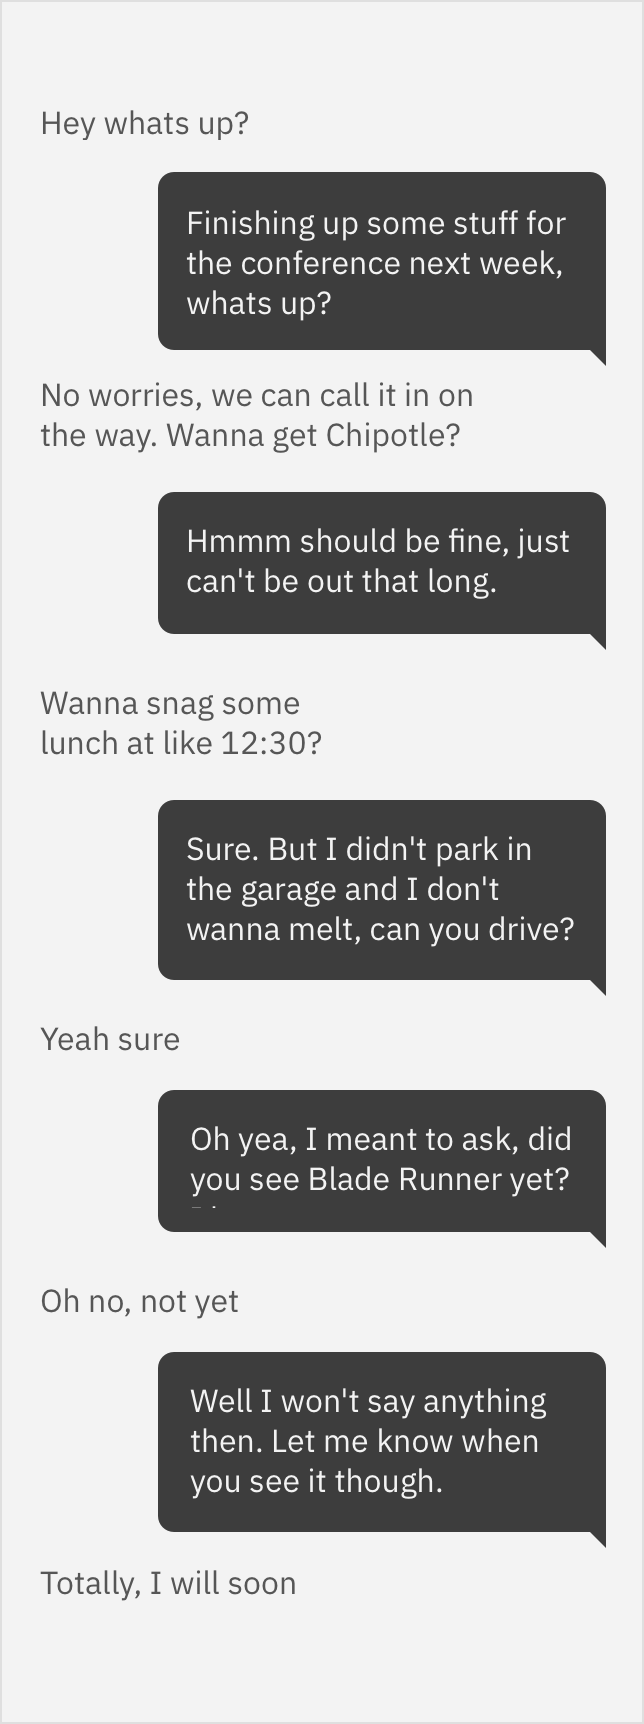 Hey whats up?
Finishing up some stuff for
the conference next week,
whats up?
No worries, we can call it in on
the way. Wanna get Chipotle?
Hmmm should be fine, just
can't be out that long.
Wanna snag some
lunch at like 12:30?
Sure. But I didn't park in
the garage and I don't
wanna melt, can you drive?
Yeah sure
Oh yea, I meant to ask, did
you see Blade Runner yet?
Oh no, not yet
Well I won't say anything
then. Let me know when
you see it though.
Totally, I will soon